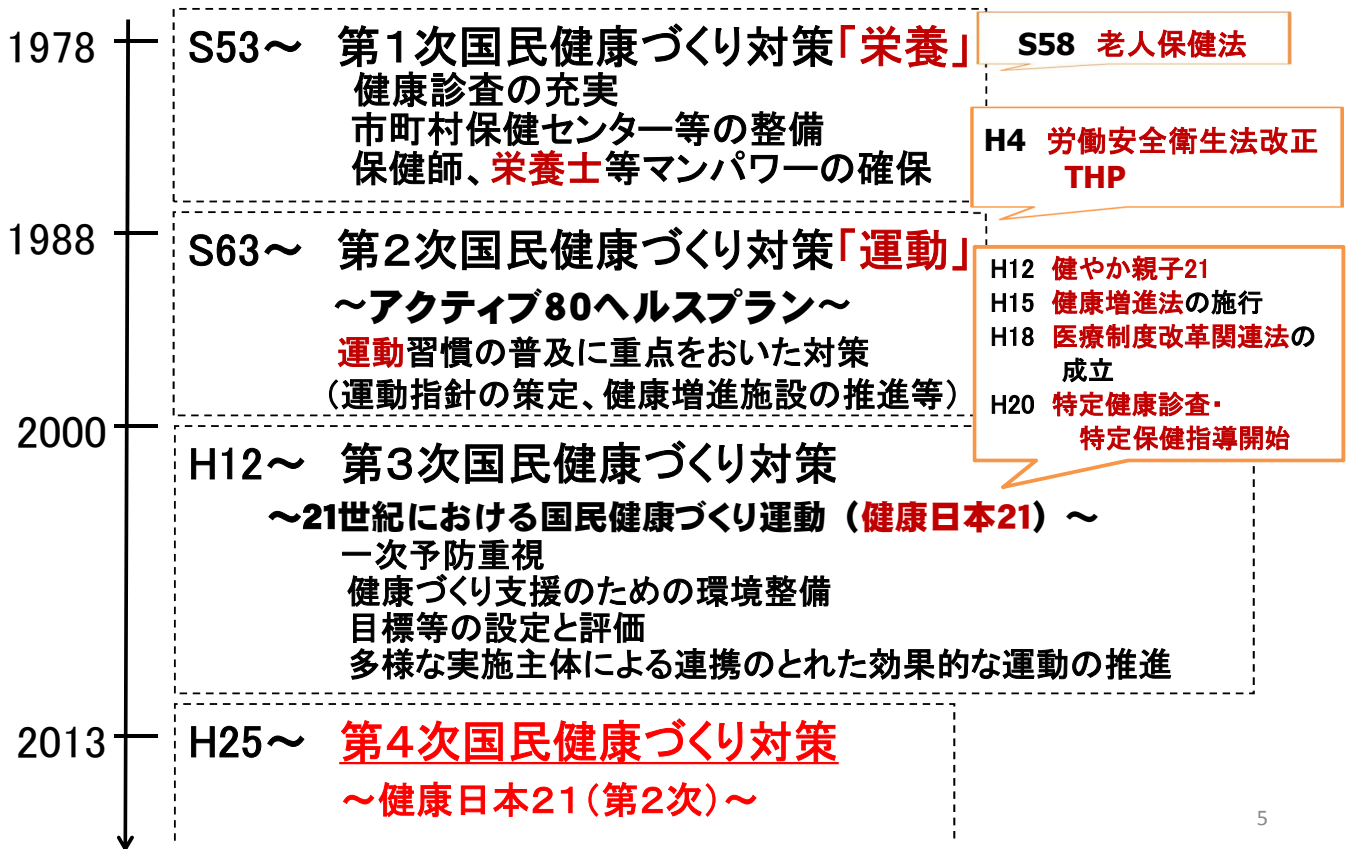 1978
S53～ 第１次国民健康づくり対策「栄養」
健康診査の充実
市町村保健センター等の整備
保健師、栄養士等マンパワーの確保
S58 老人保健法
H4 労働安全衛生法改正
THP
1988
S63～ 第２次国民健康づくり対策「運動」
～アクティブ80ヘルスプラン～
運動習慣の普及に重点をおいた対策
（運動指針の策定、健康増進施設の推進等）
H12 健やか親子21
H15 健康増進法の施行
H18 医療制度改革関連法の
成立
H20 特定健康診査・
特定保健指導開始
2000
H12～ 第３次国民健康づくり対策
～21世紀における国民健康づくり運動（健康日本21）～
一次予防重視
健康づくり支援のための環境整備
目標等の設定と評価
多様な実施主体による連携のとれた効果的な運動の推進
2013
H25～ 第４次国民健康づくり対策
～健康日本２１（第２次）～
5